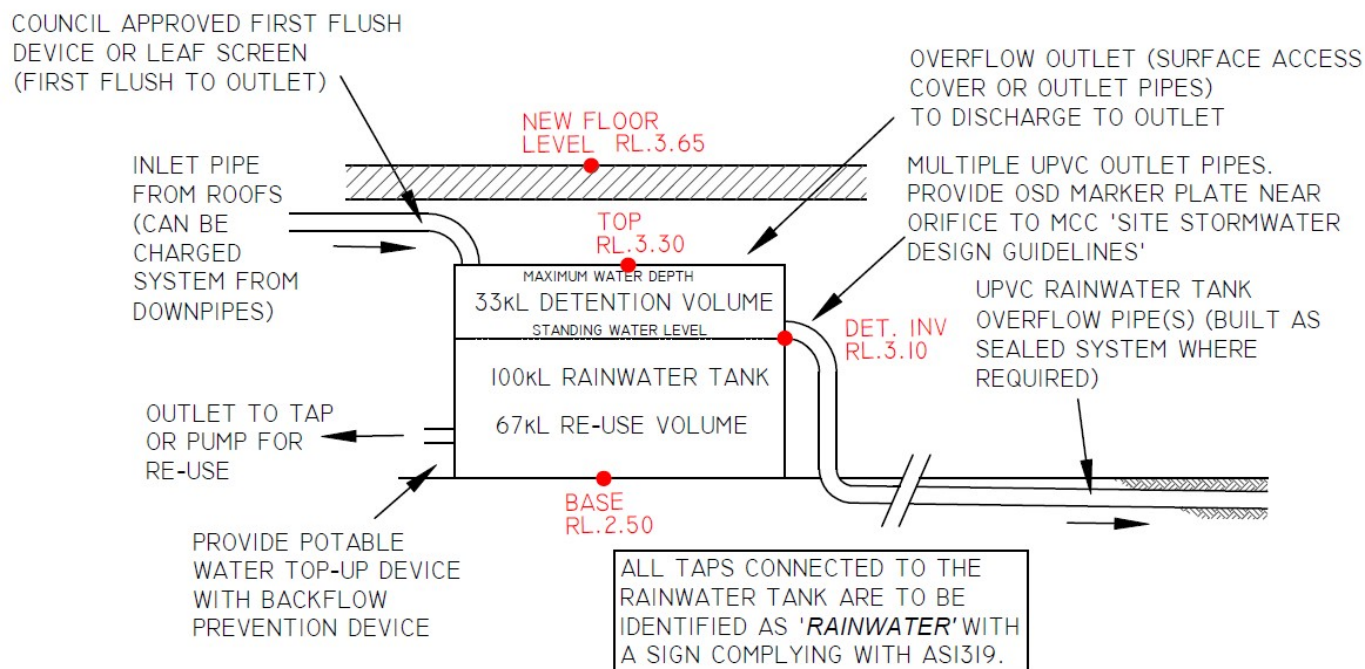 COUNCIL APPROVED FIRST FLUSH
DEVICE OR LEAF SCREEN
(FIRST FLUSH TO OUTLET)
OVERFLOW OUTLET (SURFACE ACCESS
COVER OR OUTLET PIPES)
TO DISCHARGE TO OUTLET
NEW FLOOR
LEVEL RL.3.65
INLET PIPE
FROM ROOFS
(CAN BE
CHARGED
SYSTEM FROM
DOWNPIPES)
MULTIPLE UPVC OUTLET PIPES.
PROVIDE OSD MARKER PLATE NEAR
ORIFICE TO MCC 'SITE STORMWATER
DESIGN GUIDELINES'
TOP
RL.3.30
MAXIMUM WATER DEPTH
33KL DETENTION VOLUME
STANDING WATER LEVEL
DET. INV
RL.3.10
UPVC RAINWATER TANK
OVERFLOW PIPE(S) (BUILT AS
SEALED SYSTEM WHERE
REQUIRED)
100KL RAINWATER TANK
67KL RE-USE VOLUME
OUTLET TO TAP
OR PUMP FOR
RE-USE
BASE
RL.2.50
PROVIDE POTABLE
WATER TOP-UP DEVICE
WITH BACKFLOW
PREVENTION DEVICE
ALL TAPS CONNECTED TO THE
RAINWATER TANK ARE TO BE
IDENTIFIED AS 'RAINWATER' WITH
A SIGN COMPLYING WITH AS1319.